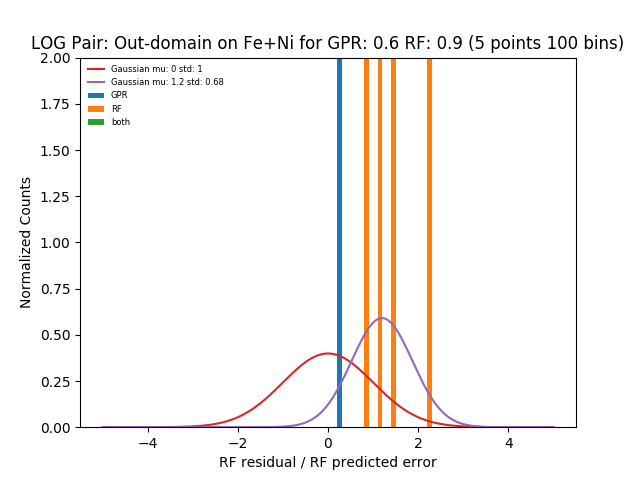 LOG Pair: Out-domain on Fe+Ni for GPR: 0.6 RF: 0.9 (5 points 100 bins)
Gaussian mu: 0 std: 1
Gaussian mu: 1.2 std: 0.68
GPR
RF
both
2.00
1.75
1.50
1.25
1.00
0.75
0.50
0.25
0.00
Normalized Counts
−4 −2 0 2 4
RF residual / RF predicted error